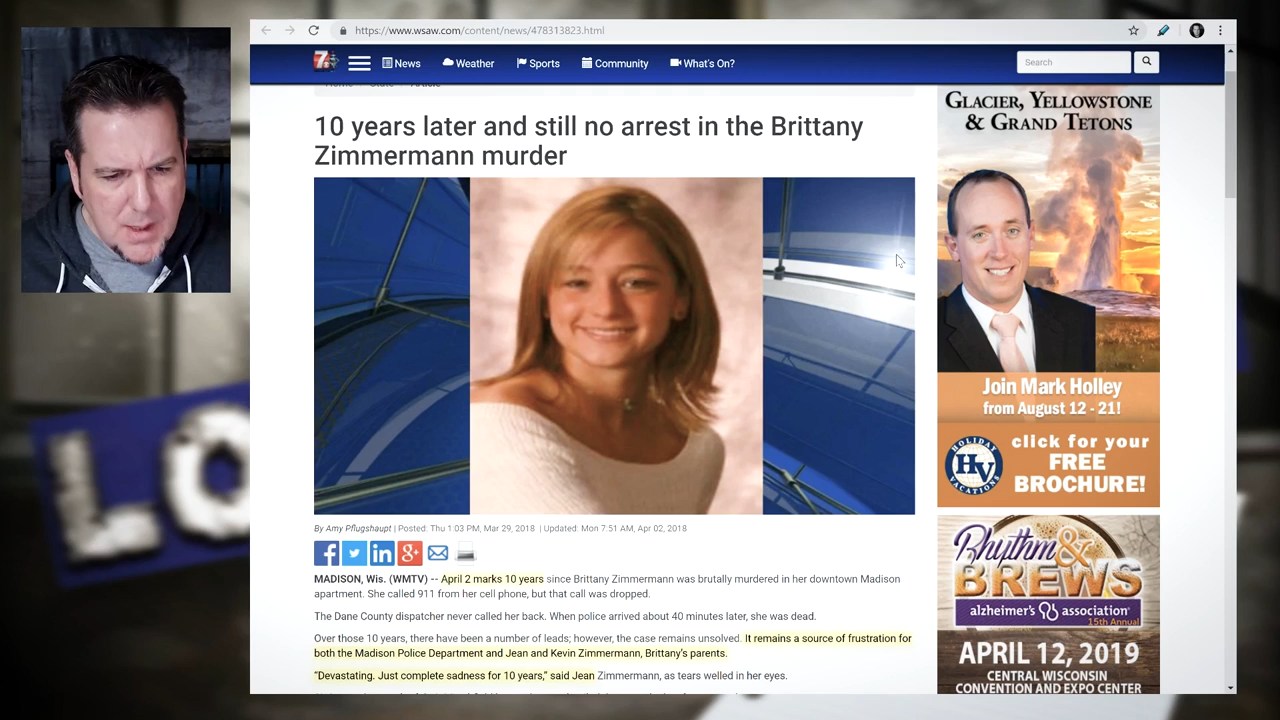 https://www.wsaw.com/content/news/478313823.html
7
News
Weather
Sports
Community
What's On?
Search
10 years later and still no arrest in the Brittany
Zimmermann murder
By Amy Pflugshaupt | Posted: Thu 1:03 PM, Mar 29, 2018 | Updated: Mon 7:51 AM, Apr 02, 2018
MADISON, Wis. (WMTV) -- April 2 marks 10 years since Brittany Zimmermann was brutally murdered in her downtown Madison
apartment. She called 911 from her cell phone, but that call was dropped.
The Dane County dispatcher never called her back. When police arrived about 40 minutes later, she was dead.
Over those 10 years, there have been a number of leads; however, the case remains unsolved. It remains a source of frustration for
both the Madison Police Department and Jean and Kevin Zimmermann, Brittany's parents.
"Devastating. Just complete sadness for 10 years," said Jean Zimmermann, as tears welled in her eyes.
GLACIER, YELLOWSTONE
& GRAND TETONS
Join Mark Holley
from August 12 - 21!
HOLIDAY
HV
VACATIONS
click for your
FREE
BROCHURE!
Rhythm &
BREWS
alzheimer's association
15th Annual
APRIL 12, 2019
CENTRAL WISCONSIN
CONVENTION AND EXPO CENTER
LO